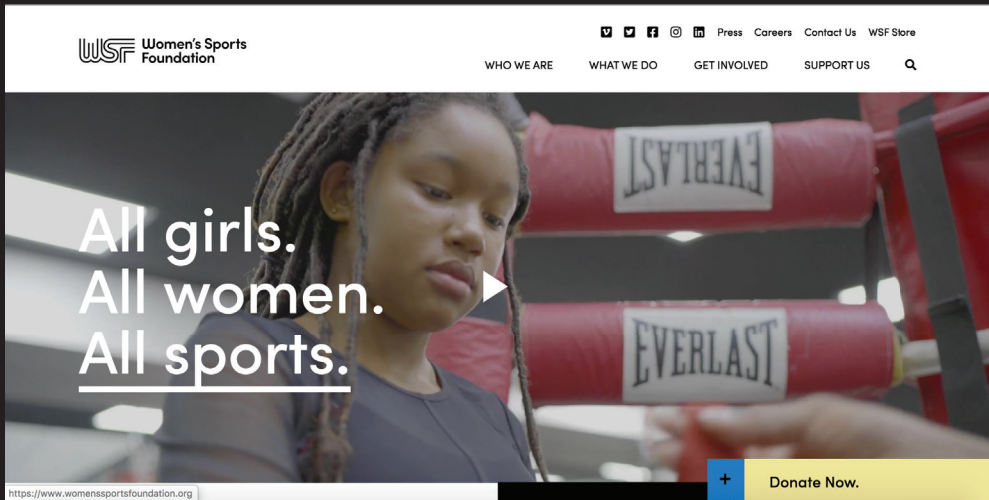 WSF Women's Sports
Foundation
Press Careers Contact Us WSF Store
WHO WE ARE WHAT WE DO GET INVOLVED SUPPORT US
EVERLAST
All girls.
All women.
All sports.
EVERLAST
+ Donate Now.
https://www.womenssportsfoundation.org